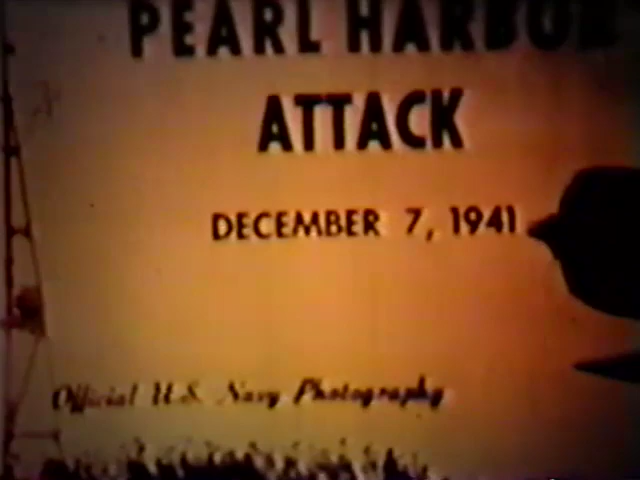 PEARL HARBOR
ATTACK
DECEMBER 7, 1941
Official U.S. Navy Photography